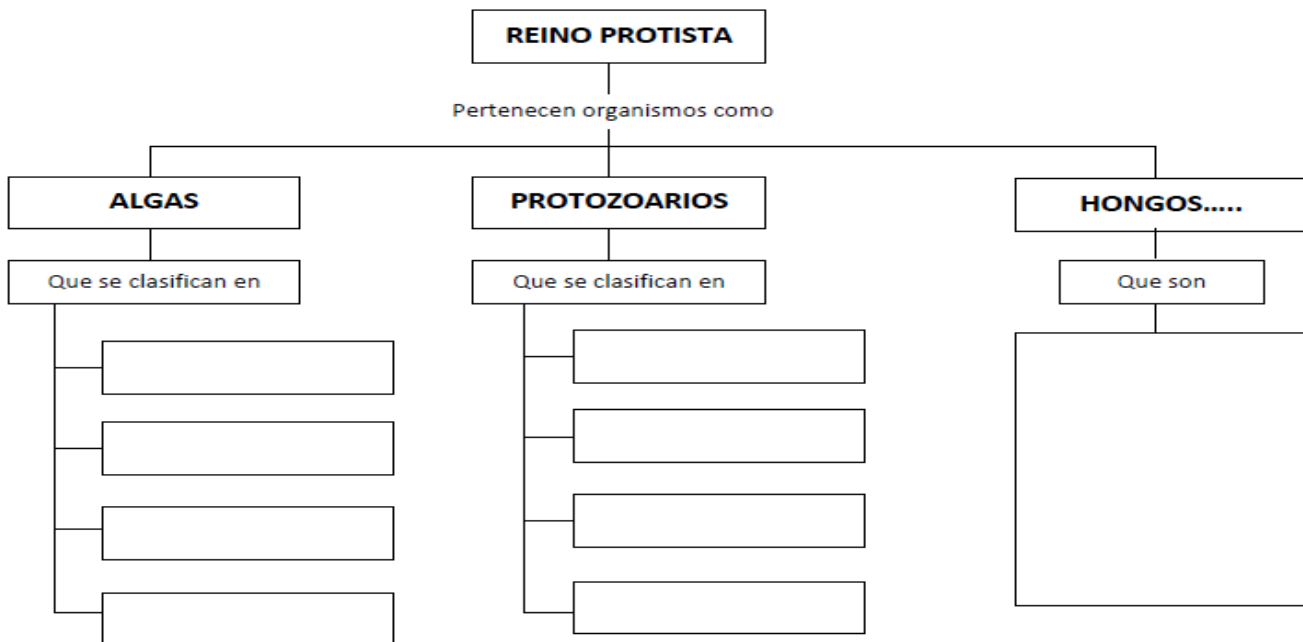 REINO PROTISTA
Pertenecen organismos como
ALGAS
PROTOZOARIOS
HONGOS.....
Que se clasifican en
Que se clasifican en
Que son